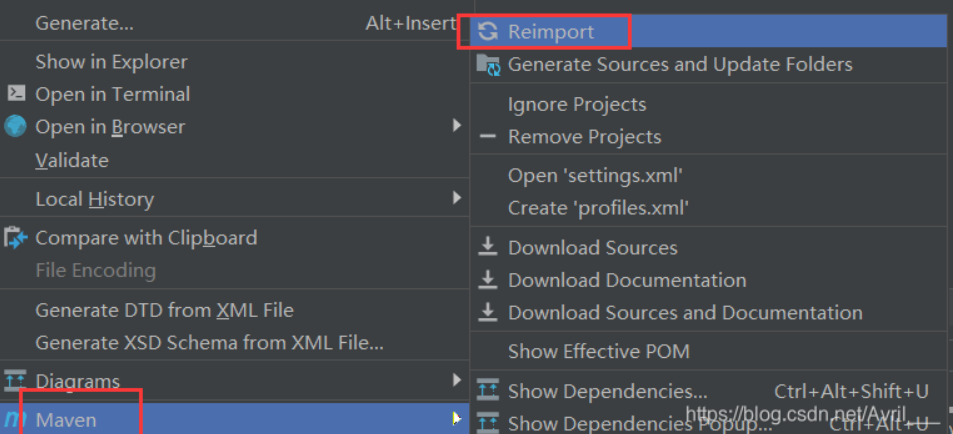 Generate... Alt+Insert
Show in Explorer
Open in Terminal
Open in Browser
Validate
Local History
Compare with Clipboard
File Encoding
Generate DTD from XML File
Generate XSD Schema from XML File...
Diagrams
Maven
Reimport
Generate Sources and Update Folders
Ignore Projects
Remove Projects
Open 'settings.xml'
Create 'profiles.xml'
Download Sources
Download Documentation
Download Sources and Documentation
Show Effective POM
Show Dependencies... Ctrl+Alt+Shift+U
Show Dependencies Popup... Ctrl+Alt+U
https://blog.csdn.net/Avril_